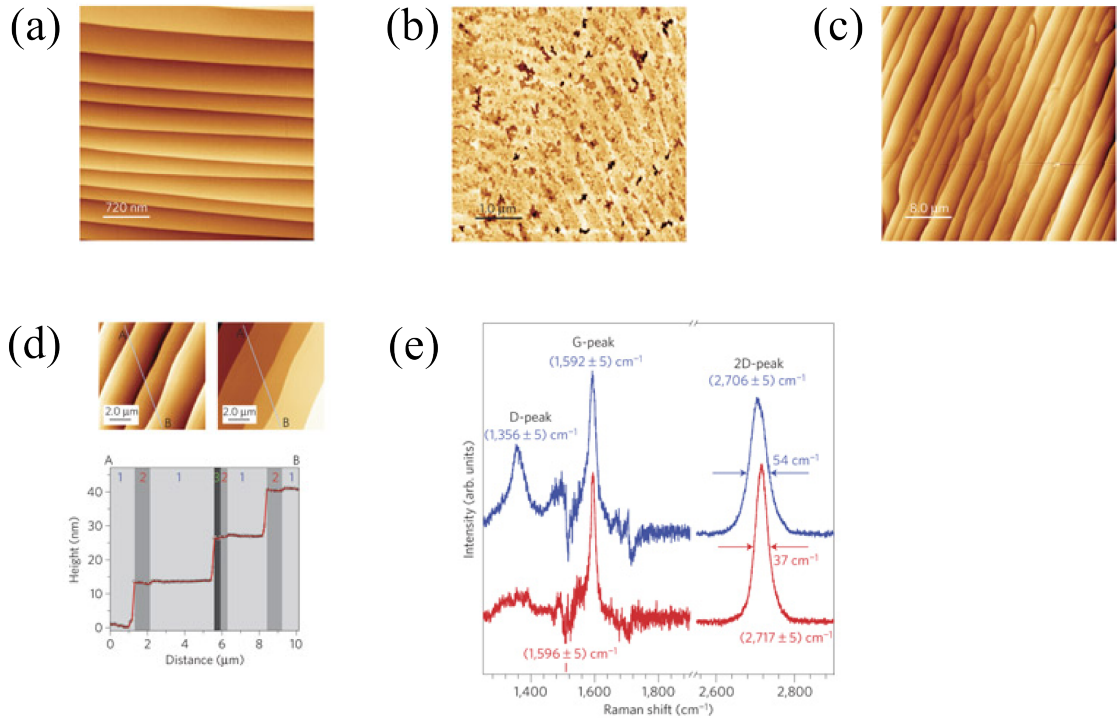 (a)
720 nm
(b)
1.0 μm
(c)
8.0 μm
(d)
A
B
2.0 μm
A
B
2.0 μm
A
B
1 2 1 3 2 1 2 1
Height (nm)
40
30
20
10
0
0 2 4 6 8 10
Distance (μm)
(e)
G-peak
(1,592 ± 5) cm⁻¹
D-peak
(1,356 ± 5) cm⁻¹
2D-peak
(2,706 ± 5) cm⁻¹
54 cm⁻¹
37 cm⁻¹
(1,596 ± 5) cm⁻¹
(2,717 ± 5) cm⁻¹
Intensity (arb. units)
1,400 1,600 1,800 2,600 2,800
Raman shift (cm⁻¹)